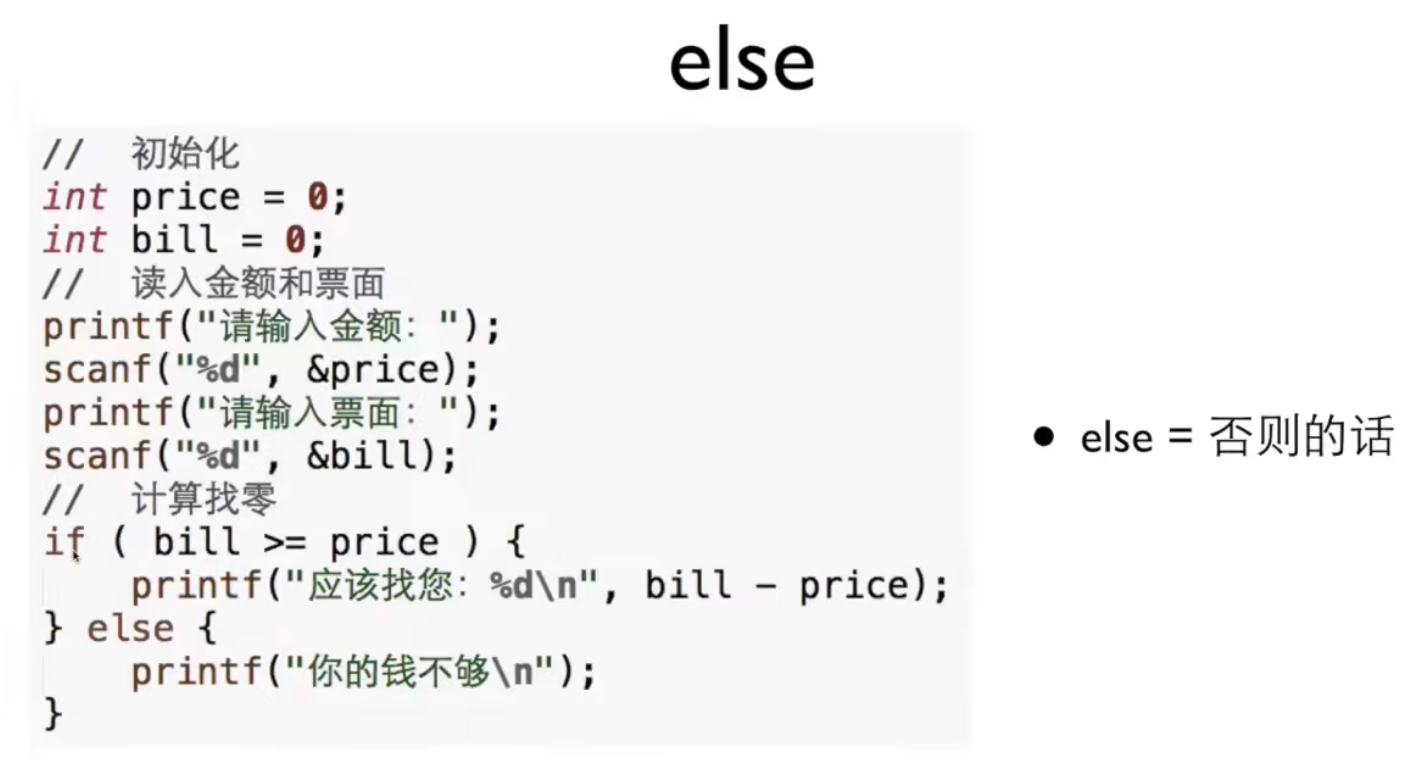 else
//  初始化
int price = 0;
int bill = 0;
//  读入金额和票面
printf("请输入金额：");
scanf("%d", &price);
printf("请输入票面：");
scanf("%d", &bill);
//  计算找零
if ( bill >= price ) {
    printf("应该找您：%d\n", bill - price);
} else {
    printf("你的钱不够\n");
}
• else = 否则的话